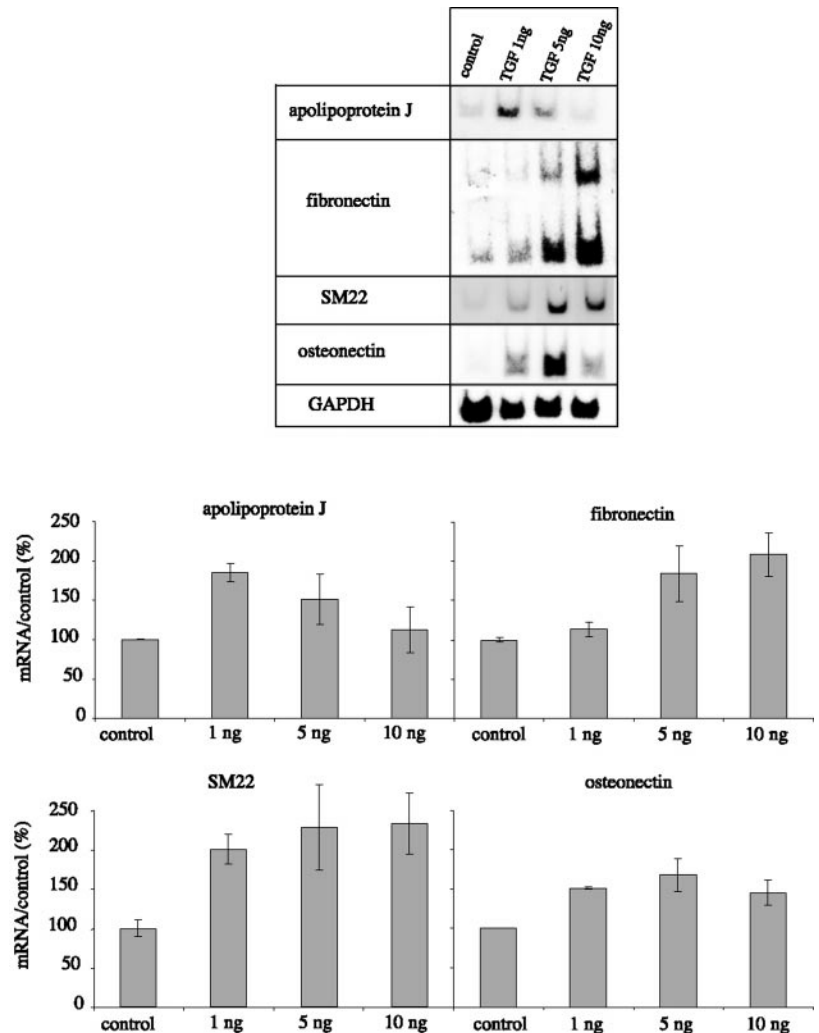 control TGF 1ng TGF 5ng TGF 10ng
apolipoprotein J
fibronectin
SM22
osteonectin
GAPDH
apolipoprotein J fibronectin
mRNA/control (%)
250
200
150
100
50
0
control 1 ng 5 ng 10 ng control 1 ng 5 ng 10 ng
SM22 osteonectin
mRNA/control (%)
250
200
150
100
50
0
control 1 ng 5 ng 10 ng control 1 ng 5 ng 10 ng